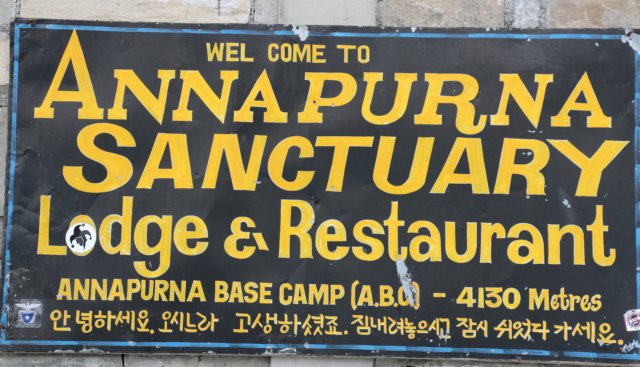 WEL COME TO
ANNAPURNA
SANCTUARY
Lodge & Restaurant
ANNAPURNA BASE CAMP (A.B.C) - 4130 Metres
안녕하세요. 오시느라 고생하셨죠. 짐내려놓으시고 잠시 쉬었다 가세요.